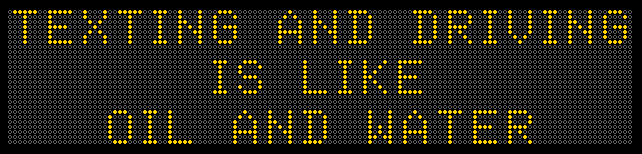 TEXTING AND DRIVING
IS LIKE
OIL AND WATER